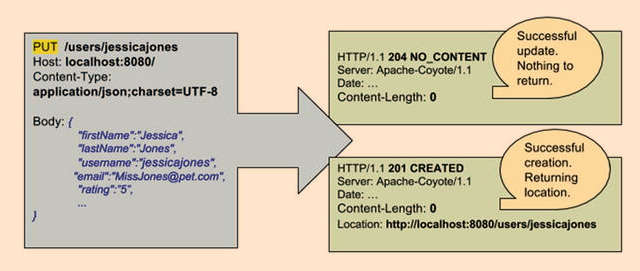 PUT /users/jessicajones
Host: localhost:8080/
Content-Type:
application/json;charset=UTF-8
Body: {
"firstName":"Jessica",
"lastName":"Jones",
"username":"jessicajones",
"email":"MissJones@pet.com",
"rating":"5",
...
}
HTTP/1.1 204 NO_CONTENT
Server: Apache-Coyote/1.1
Date: ...
Content-Length: 0
Successful
update.
Nothing to
return.
HTTP/1.1 201 CREATED
Server: Apache-Coyote/1.1
Date: ...
Content-Length: 0
Location: http://localhost:8080/users/jessicajones
Successful
creation.
Returning
location.